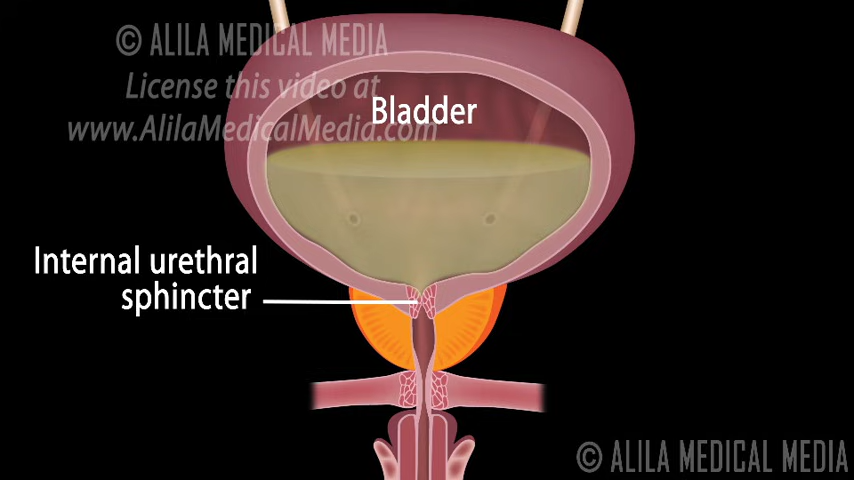 © ALILA MEDICAL MEDIA
License this video at
www.AlilaMedicalMedia.com
Bladder
Internal urethral
sphincter
© ALILA MEDICAL MEDIA